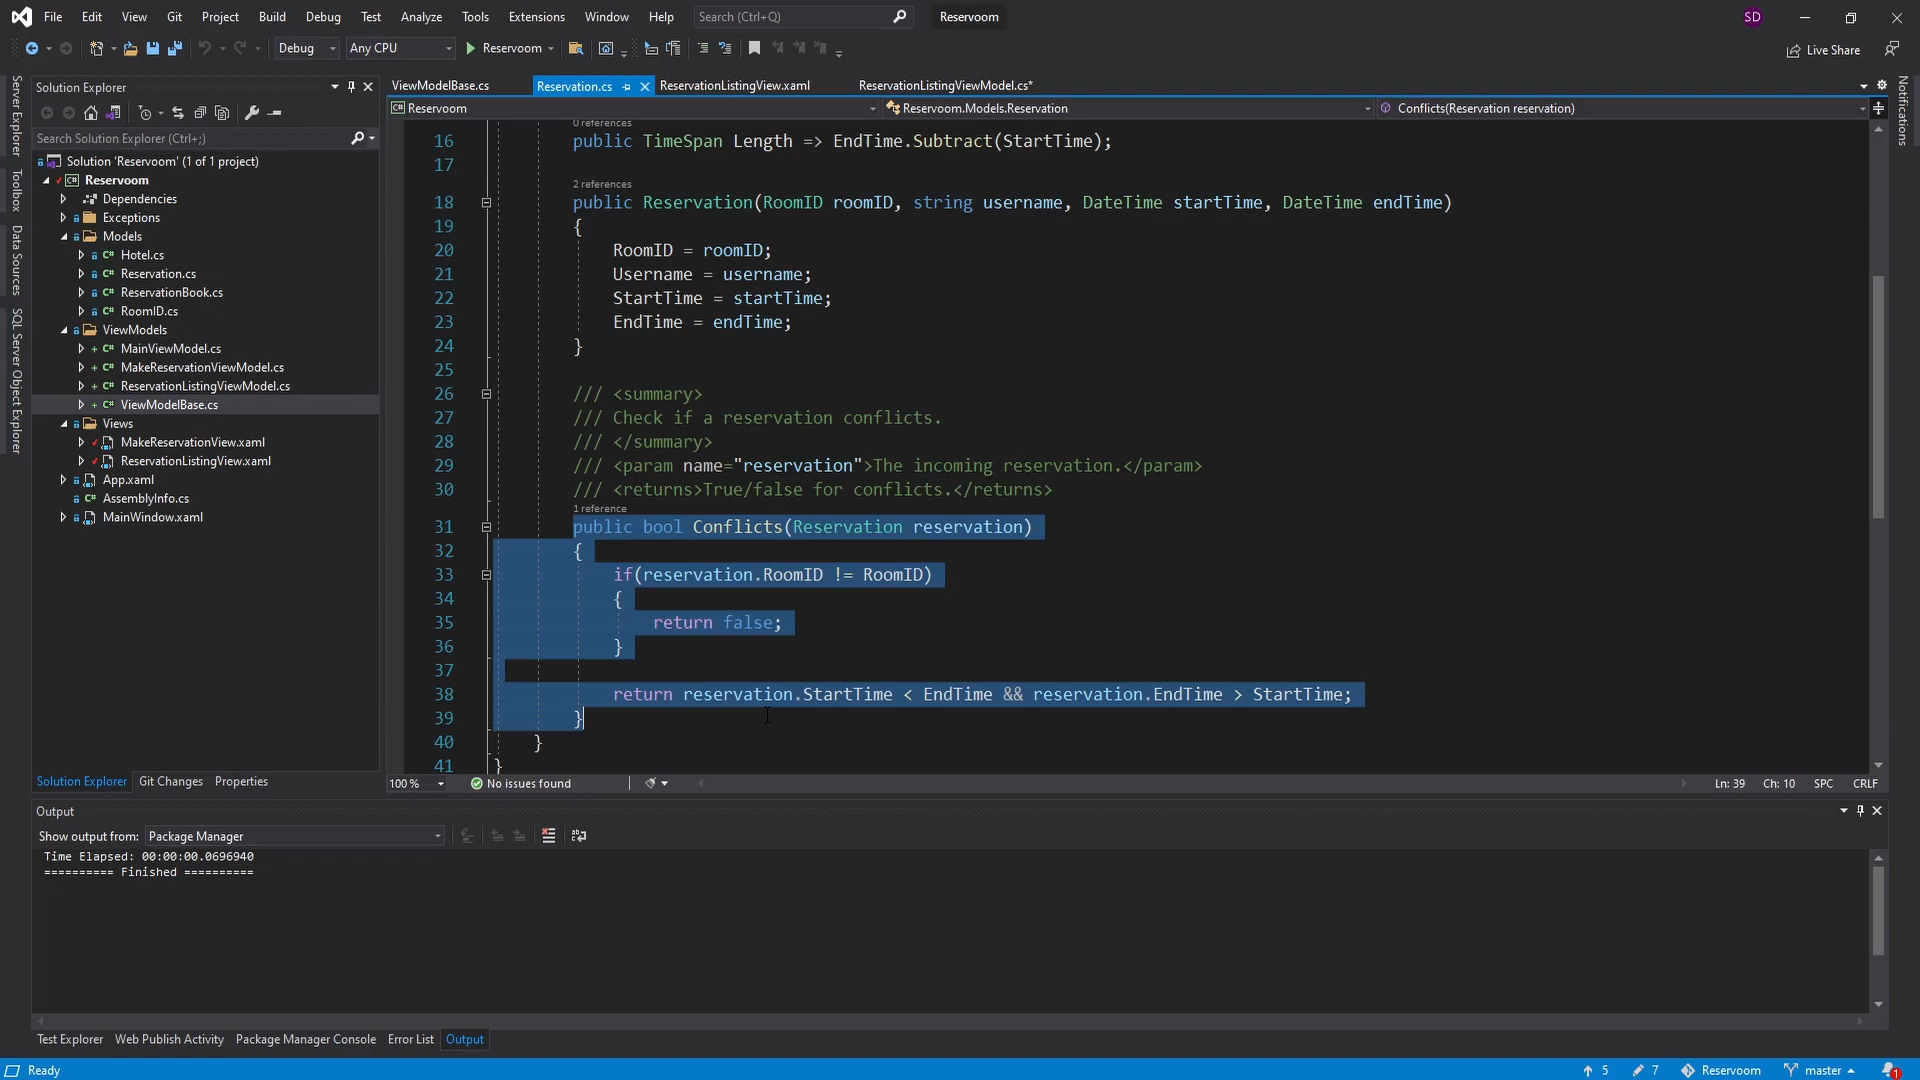 File Edit View Git Project Build Debug Test Analyze Tools Extensions Window Help Search (Ctrl+Q) Reservoom SD
Debug Any CPU Reservoom Live Share
Server Explorer
Toolbox
Data Sources
SQL Server Object Explorer
Solution Explorer
Search Solution Explorer (Ctrl+;)
Solution 'Reservoom' (1 of 1 project)
Reservoom
Dependencies
Exceptions
Models
C# Hotel.cs
C# Reservation.cs
C# ReservationBook.cs
C# RoomID.cs
ViewModels
C# MainViewModel.cs
C# MakeReservationViewModel.cs
C# ReservationListingViewModel.cs
C# ViewModelBase.cs
Views
MakeReservationView.xaml
ReservationListingView.xaml
App.xaml
C# AssemblyInfo.cs
MainWindow.xaml
Solution Explorer Git Changes Properties
ViewModelBase.cs Reservation.cs ReservationListingView.xaml ReservationListingViewModel.cs*
C# Reservoom Reservoom.Models.Reservation Conflicts(Reservation reservation)
0 references
16 public TimeSpan Length => EndTime.Subtract(StartTime);
17
2 references
18 public Reservation(RoomID roomID, string username, DateTime startTime, DateTime endTime)
19 {
20 RoomID = roomID;
21 Username = username;
22 StartTime = startTime;
23 EndTime = endTime;
24 }
25
26 /// <summary>
27 /// Check if a reservation conflicts.
28 /// </summary>
29 /// <param name="reservation">The incoming reservation.</param>
30 /// <returns>True/false for conflicts.</returns>
1 reference
31 public bool Conflicts(Reservation reservation)
32 {
33 if(reservation.RoomID != RoomID)
34 {
35 return false;
36 }
37
38 return reservation.StartTime < EndTime && reservation.EndTime > StartTime;
39 }
40 }
41 }
100 % No issues found Ln: 39 Ch: 10 SPC CRLF
Notifications
Output
Show output from: Package Manager
Time Elapsed: 00:00:00.0696940
========== Finished ==========
Test Explorer Web Publish Activity Package Manager Console Error List Output
Ready 5 7 Reservoom master 1